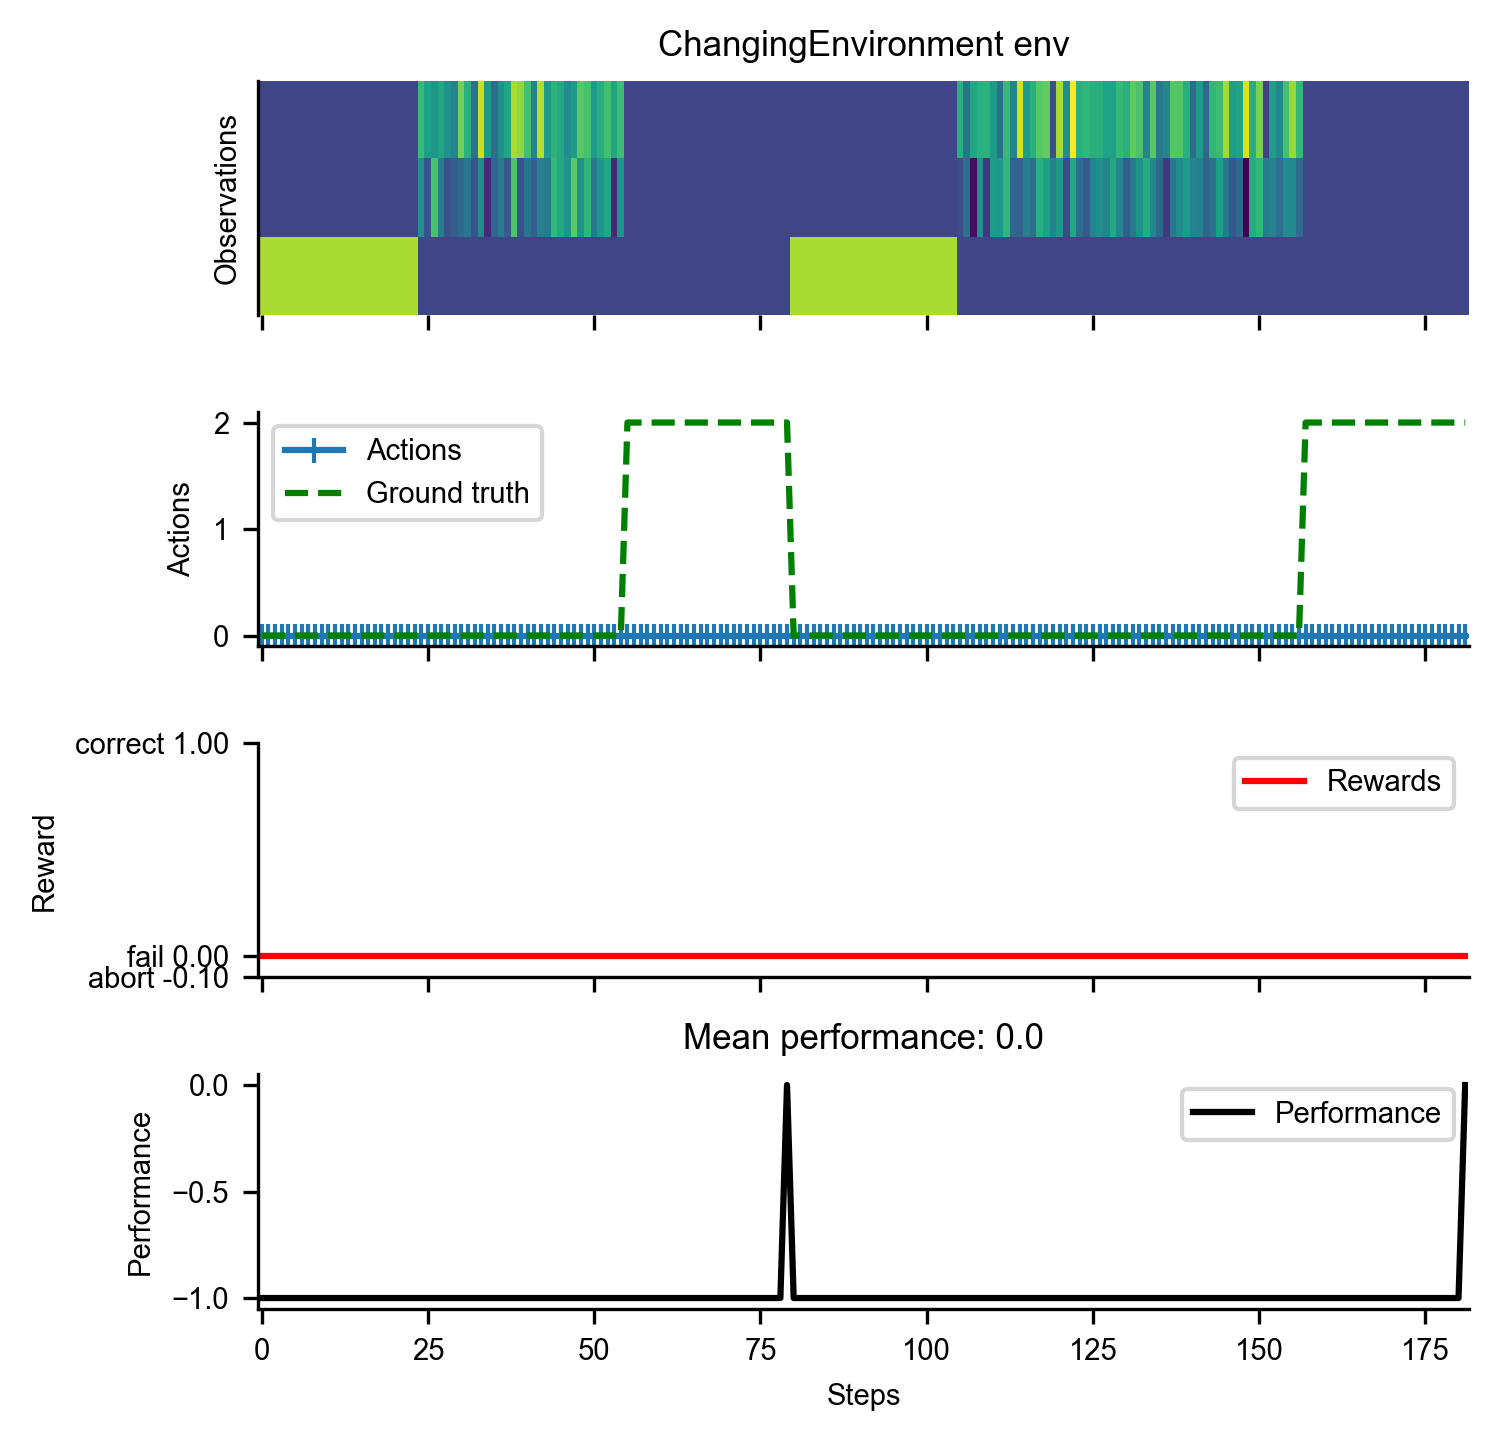 ChangingEnvironment env
Observations
2
1
0
Actions
Actions
Ground truth
correct 1.00
fail 0.00
abort -0.10
Reward
Rewards
Mean performance: 0.0
0.0
−0.5
−1.0
Performance
Performance
0 25 50 75 100 125 150 175
Steps